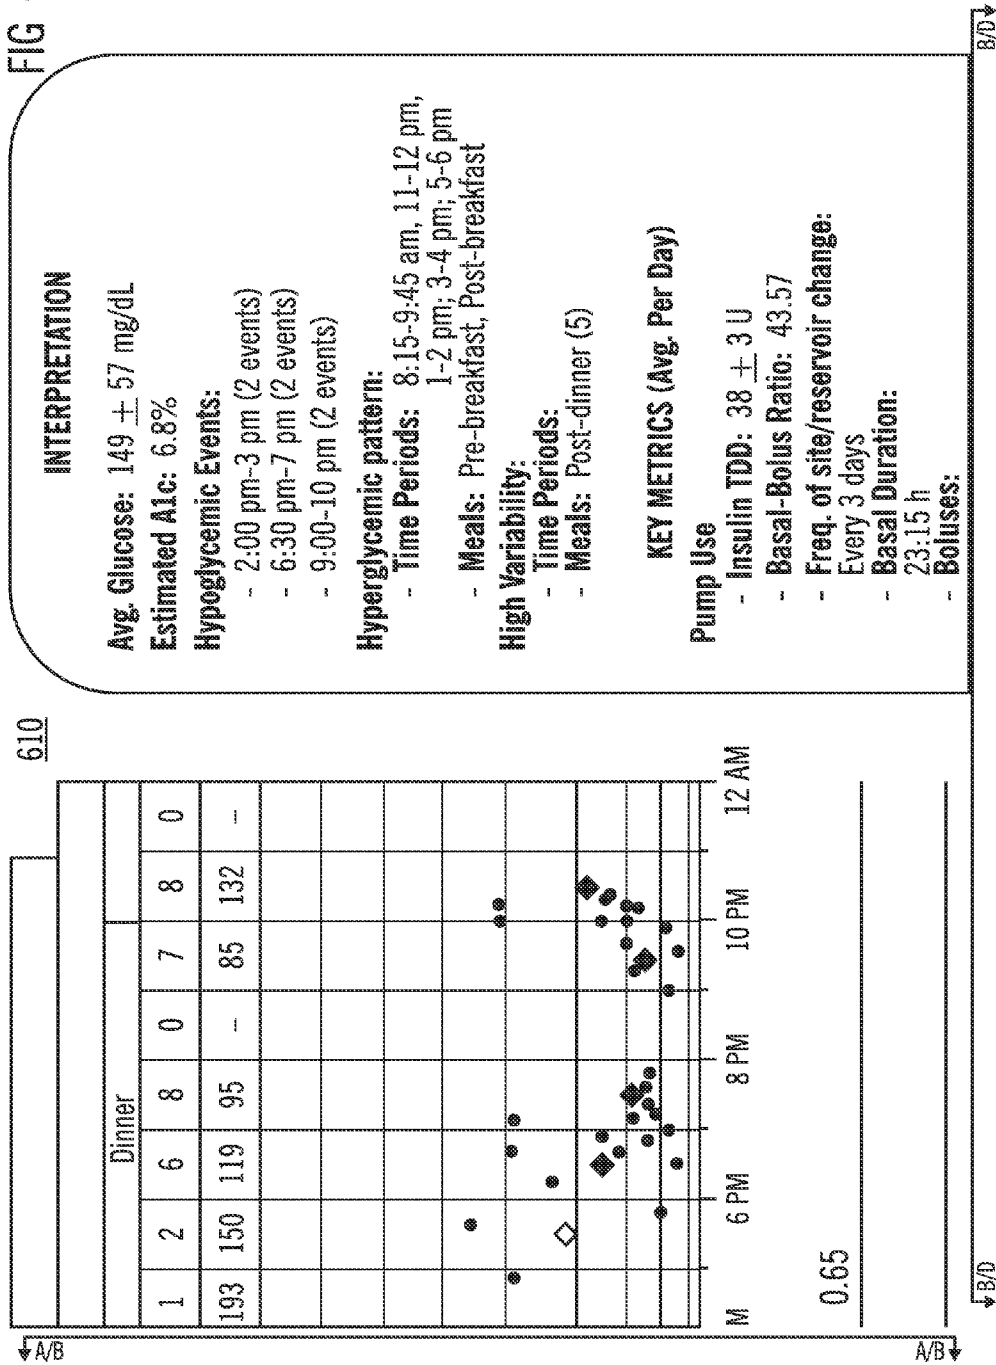 FIG
610
Dinner
1 2 6 8 0 7 8 0
193 150 119 95 – 85 132 –
M 6 PM 8 PM 10 PM 12 AM
0.65
INTERPRETATION
Avg. Glucose: 149 ± 57 mg/dL
Estimated A1c: 6.8%
Hypoglycemic Events:
- 2:00 pm-3 pm (2 events)
- 6:30 pm-7 pm (2 events)
- 9:00-10 pm (2 events)
Hyperglycemic pattern:
- Time Periods: 8:15-9:45 am, 11-12 pm,
1-2 pm; 3-4 pm; 5-6 pm
- Meals: Pre-breakfast, Post-breakfast
High Variability:
- Time Periods:
- Meals: Post-dinner (5)
KEY METRICS (Avg. Per Day)
Pump Use
- Insulin TDD: 38 ± 3 U
- Basal-Bolus Ratio: 43.57
- Freq. of site/reservoir change:
Every 3 days
- Basal Duration:
23:15 h
- Boluses:
A/B
A/B
B/D
B/D